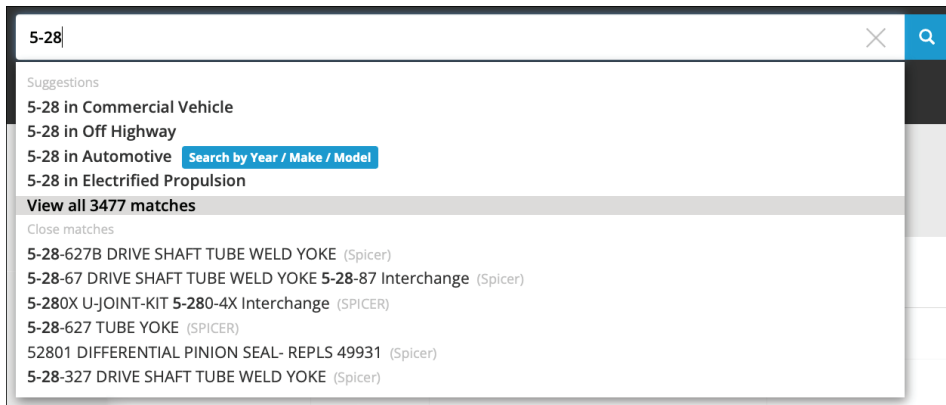 5-28
Suggestions
5-28 in Commercial Vehicle
5-28 in Off Highway
5-28 in Automotive Search by Year / Make / Model
5-28 in Electrified Propulsion
View all 3477 matches
Close matches
5-28-627B DRIVE SHAFT TUBE WELD YOKE (Spicer)
5-28-67 DRIVE SHAFT TUBE WELD YOKE 5-28-87 Interchange (Spicer)
5-280X U-JOINT-KIT 5-280-4X Interchange (SPICER)
5-28-627 TUBE YOKE (SPICER)
52801 DIFFERENTIAL PINION SEAL- REPLS 49931 (Spicer)
5-28-327 DRIVE SHAFT TUBE WELD YOKE (Spicer)